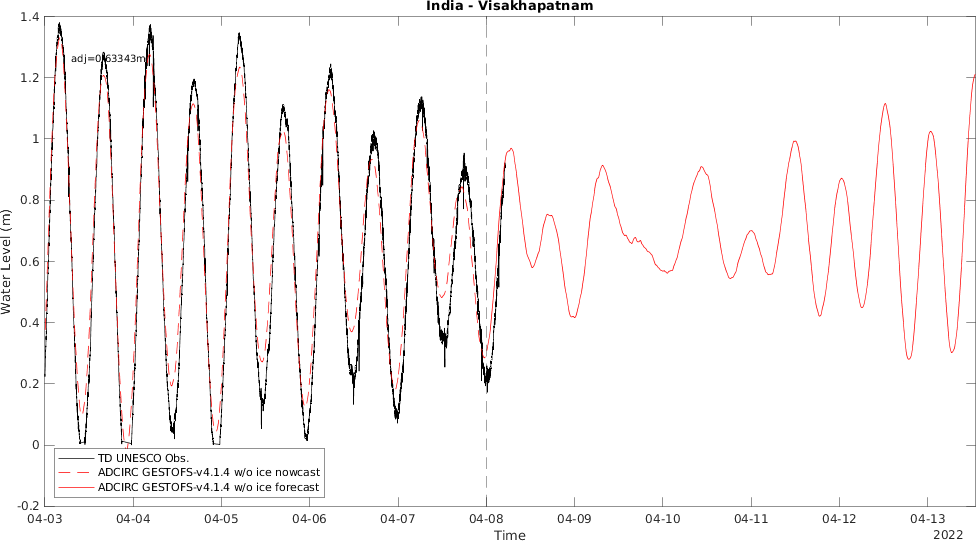 India - Visakhapatnam
adj=0.63343m
Water Level (m)
1.4
1.2
1
0.8
0.6
0.4
0.2
0
-0.2
TD UNESCO Obs.
ADCIRC GESTOFS-v4.1.4 w/o ice nowcast
ADCIRC GESTOFS-v4.1.4 w/o ice forecast
04-03 04-04 04-05 04-06 04-07 04-08 04-09 04-10 04-11 04-12 04-13
Time
2022